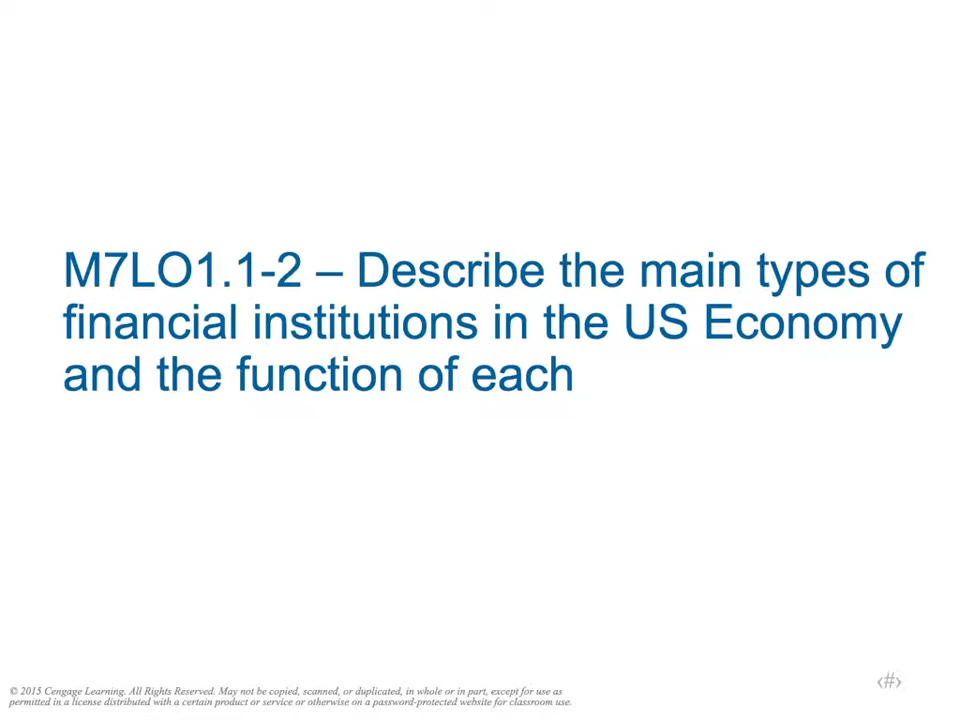 M7LO1.1-2 – Describe the main types of
financial institutions in the US Economy
and the function of each
© 2015 Cengage Learning. All Rights Reserved. May not be copied, scanned, or duplicated, in whole or in part, except for use as
permitted in a license distributed with a certain product or service or otherwise on a password-protected website for classroom use.
‹#›